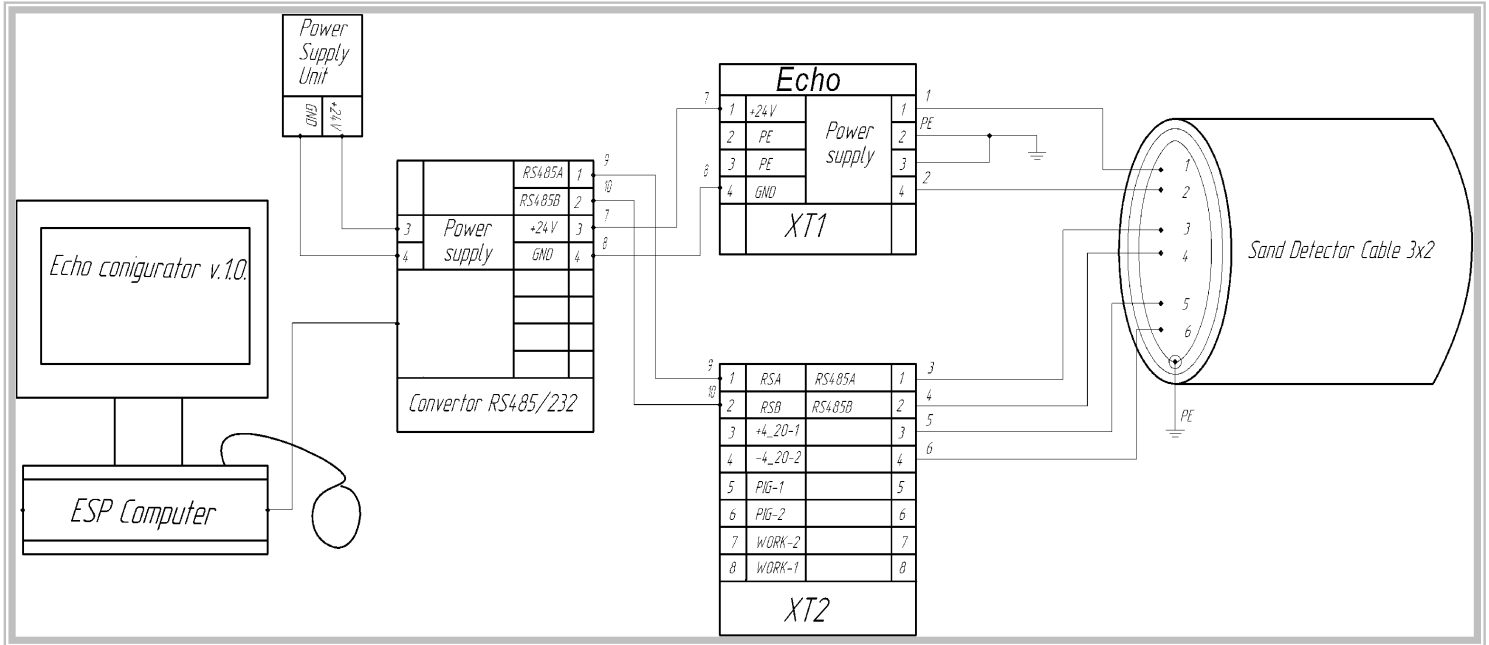 Power
Supply
Unit
GND
+24V
Echo conigurator v.1.0.
ESP Computer
3
4
Power
supply
RS485A 1
RS485B 2
+24V 3
GND 4
Convertor RS485/232
9
10
7
8
7
8
Echo
1 +24V
2 PE
3 PE
4 GND
Power
supply
1
2
3
4
XT1
1
PE
2
9
10
1 RSA RS485A 1
2 RSB RS485B 2
3 +4_20-1 3
4 -4_20-2 4
5 PIG-1 5
6 PIG-2 6
7 WORK-2 7
8 WORK-1 8
XT2
3
4
5
6
1
2
3
4
5
6
PE
Sand Detector Cable 3x2